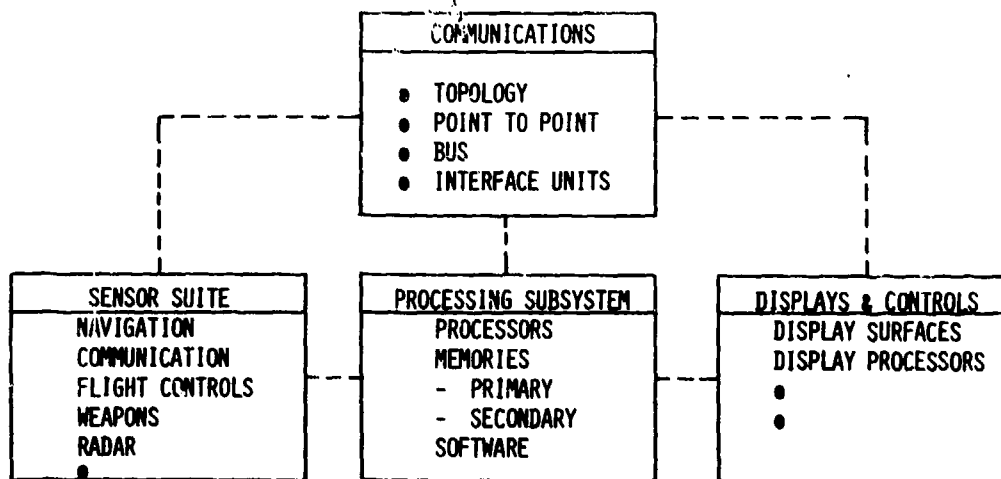 COMMUNICATIONS
• TOPOLOGY
• POINT TO POINT
• BUS
• INTERFACE UNITS
SENSOR SUITE
NAVIGATION
COMMUNICATION
FLIGHT CONTROLS
WEAPONS
RADAR
•
PROCESSING SUBSYSTEM
PROCESSORS
MEMORIES
- PRIMARY
- SECONDARY
SOFTWARE
DISPLAYS & CONTROLS
DISPLAY SURFACES
DISPLAY PROCESSORS
•
•